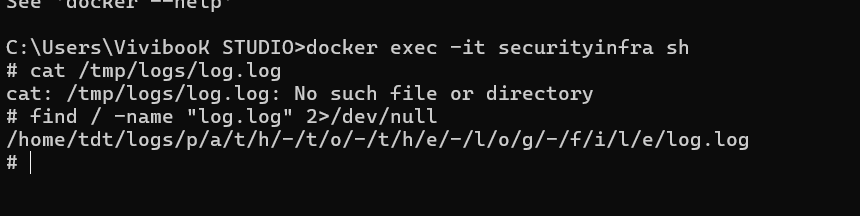 See 'docker --help'
C:\Users\VivibooK STUDIO>docker exec -it securityinfra sh
# cat /tmp/logs/log.log
cat: /tmp/logs/log.log: No such file or directory
# find / -name "log.log" 2>/dev/null
/home/tdt/logs/p/a/t/h/-/t/o/-/t/h/e/-/l/o/g/-/f/i/l/e/log.log
#